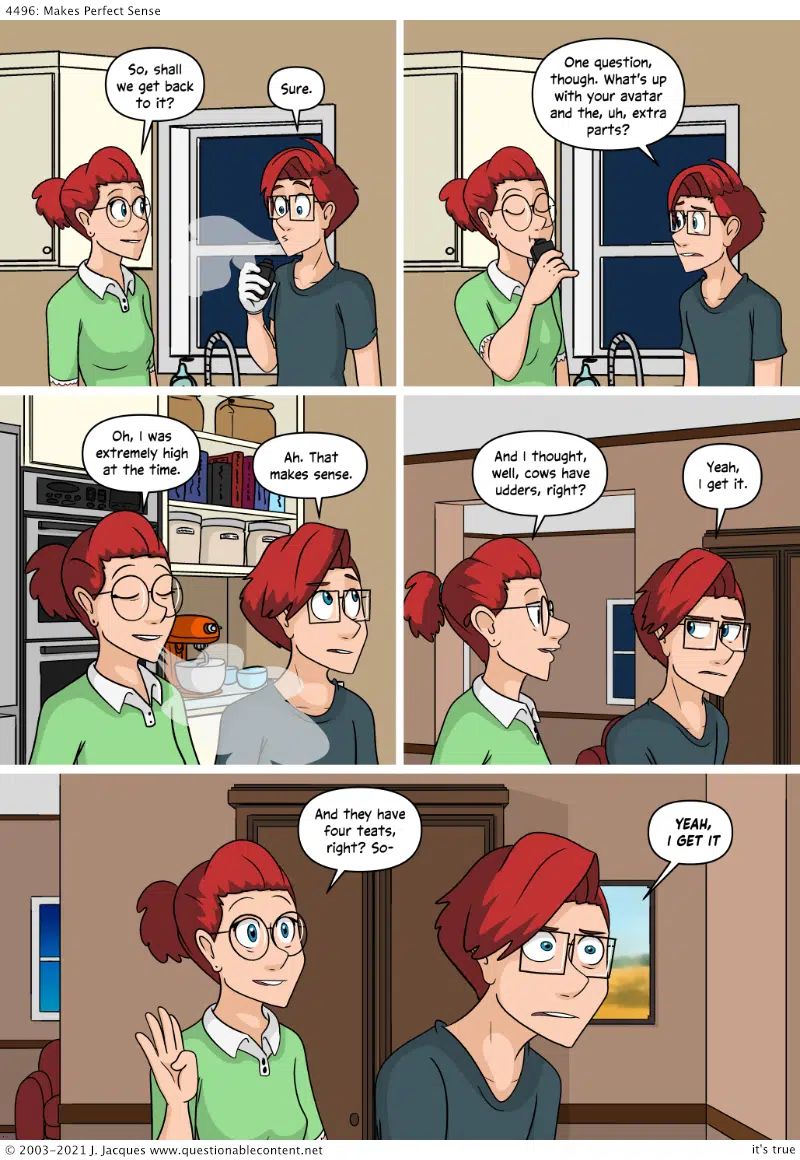 4496: Makes Perfect Sense
So, shall
we get back
to it?
Sure.
One question,
though. What's up
with your avatar
and the, uh, extra
parts?
Oh, I was
extremely high
at the time.
Ah. That
makes sense.
And I thought,
well, cows have
udders, right?
Yeah,
I get it.
And they have
four teats,
right? So-
YEAH,
I GET IT
© 2003-2021 J. Jacques www.questionablecontent.net
it's true